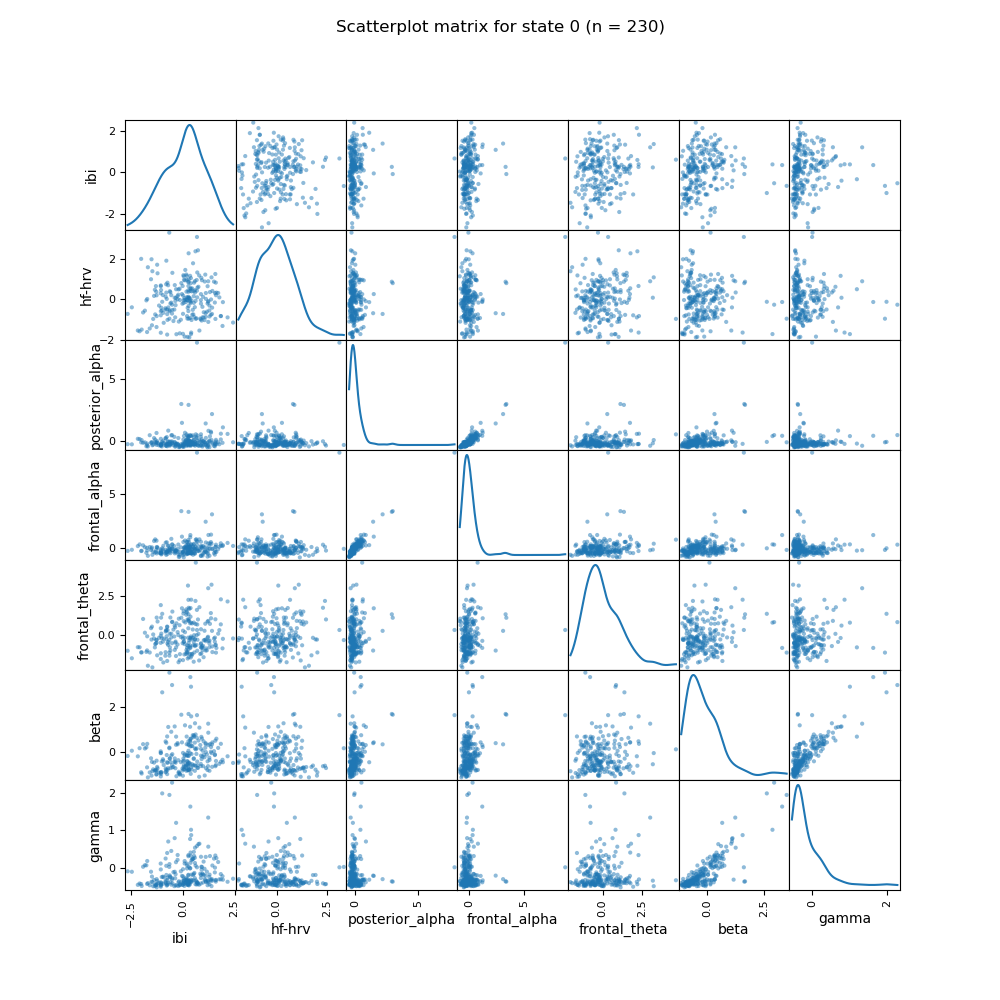 Scatterplot matrix for state 0 (n = 230)
2
0
-2
ibi
2
0
−2
hf-hrv
5
0
posterior_alpha
5
0
frontal_alpha
2.5
0.0
frontal_theta
2
0
beta
2
1
0
gamma
−2.5
0.0
2.5
0.0
2.5
0
5
0
5
0.0
2.5
0.0
2.5
0
2
ibi
hf-hrv
posterior_alpha
frontal_alpha
frontal_theta
beta
gamma